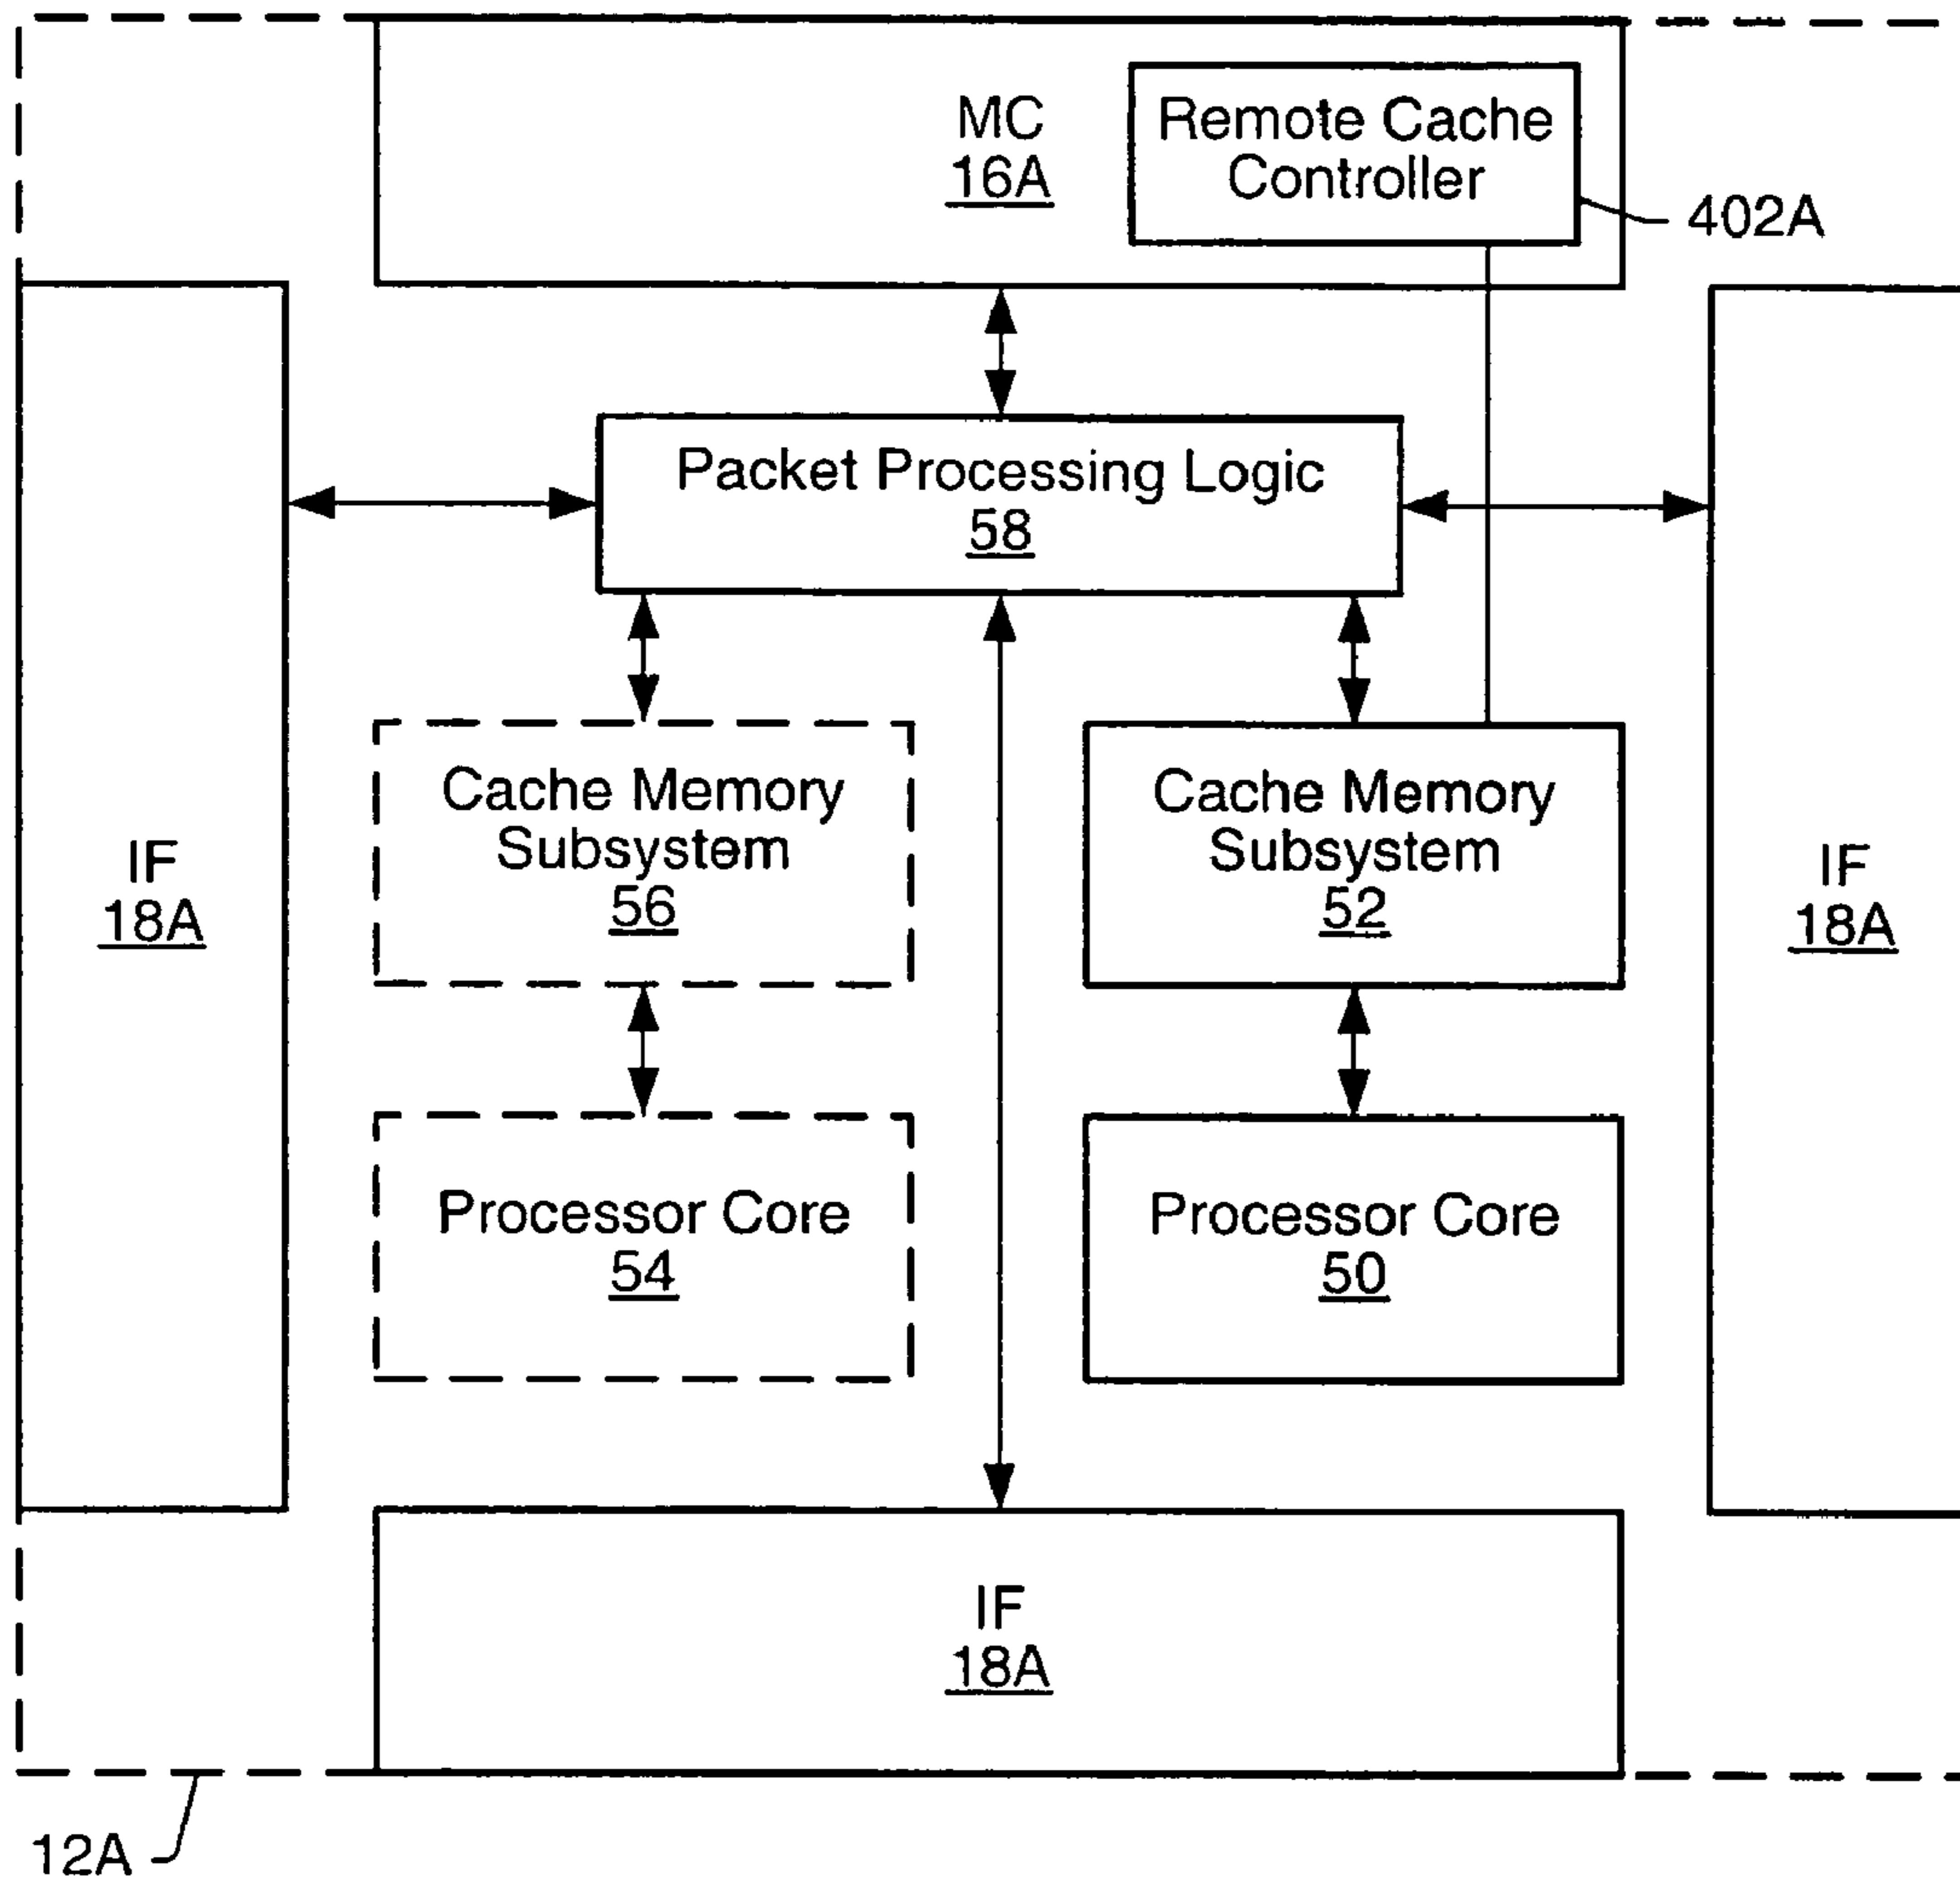 MC
16A
Remote Cache
Controller
402A
Packet Processing Logic
58
Cache Memory
Subsystem
56
Cache Memory
Subsystem
52
IF
18A
IF
18A
Processor Core
54
Processor Core
50
IF
18A
12A